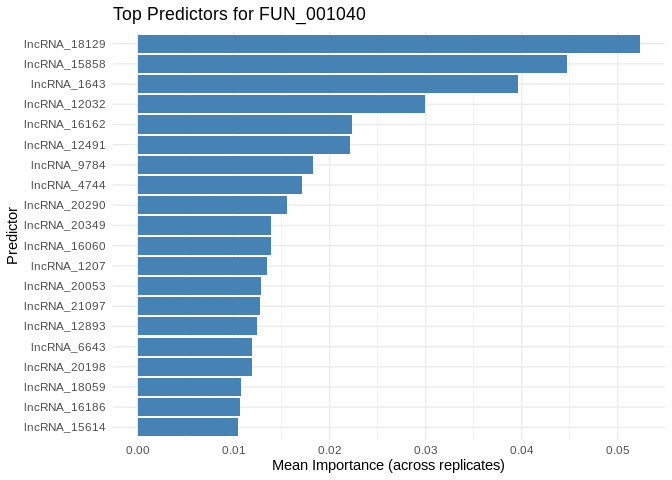 Top Predictors for FUN_001040
lncRNA_18129
lncRNA_15858
lncRNA_1643
lncRNA_12032
lncRNA_16162
lncRNA_12491
lncRNA_9784
lncRNA_4744
lncRNA_20290
lncRNA_20349
lncRNA_16060
lncRNA_1207
lncRNA_20053
lncRNA_21097
lncRNA_12893
lncRNA_6643
lncRNA_20198
lncRNA_18059
lncRNA_16186
lncRNA_15614
Predictor
0.00 0.01 0.02 0.03 0.04 0.05
Mean Importance (across replicates)